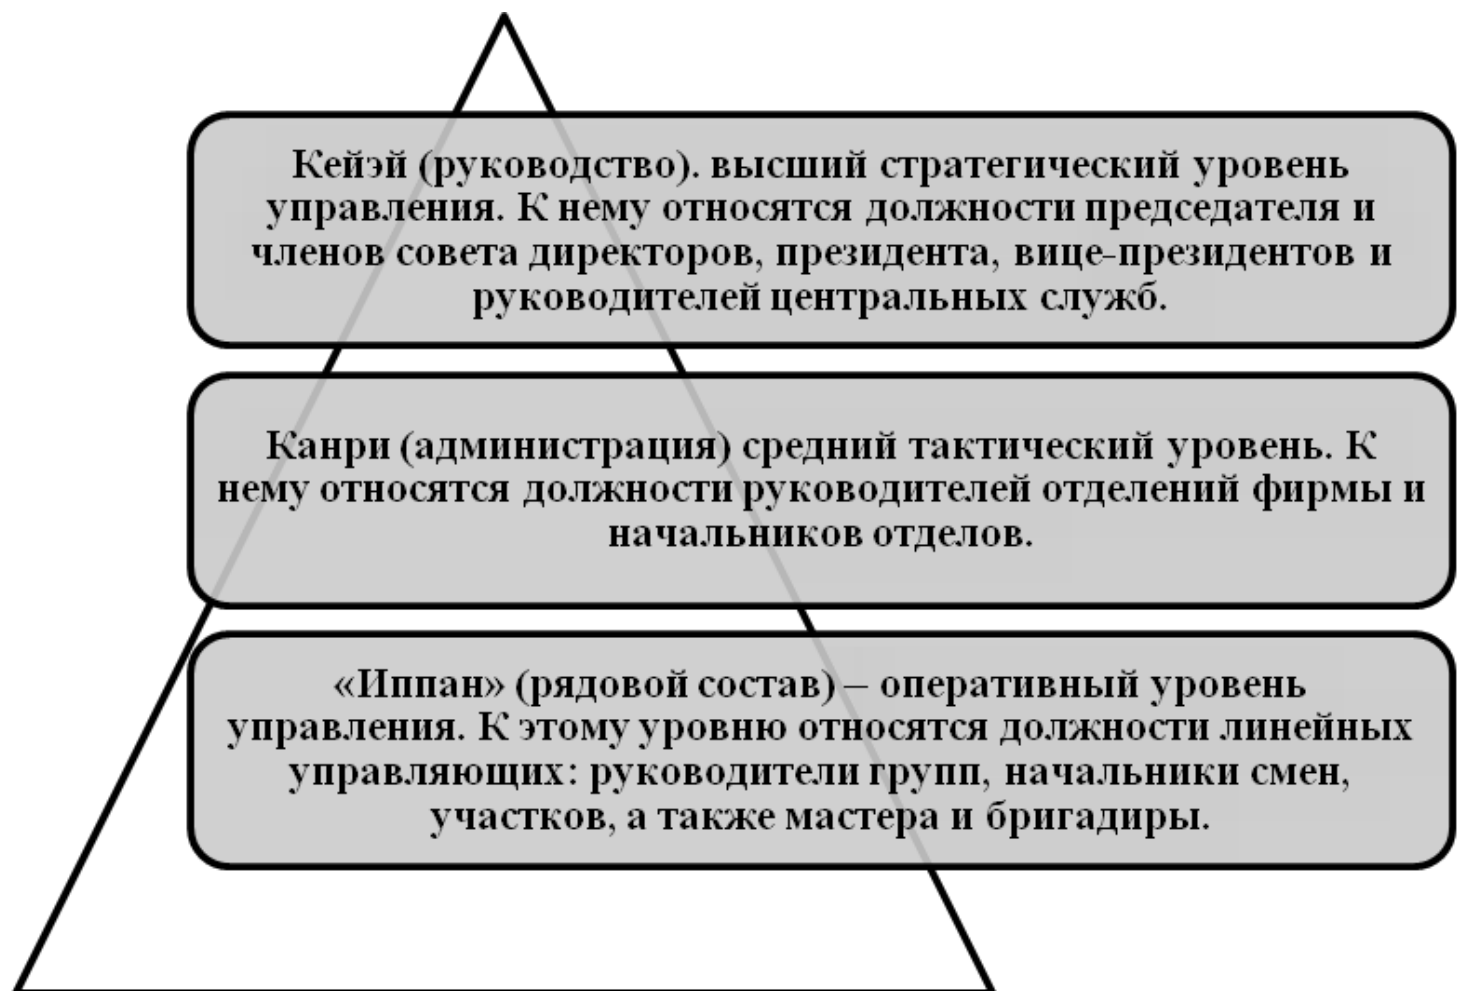 Кейэй (руководство). высший стратегический уровень
управления. К нему относятся должности председателя и
членов совета директоров, президента, вице-президентов и
руководителей центральных служб.
Канри (администрация) средний тактический уровень. К
нему относятся должности руководителей отделений фирмы и
начальников отделов.
«Иппан» (рядовой состав) – оперативный уровень
управления. К этому уровню относятся должности линейных
управляющих: руководители групп, начальники смен,
участков, а также мастера и бригадиры.